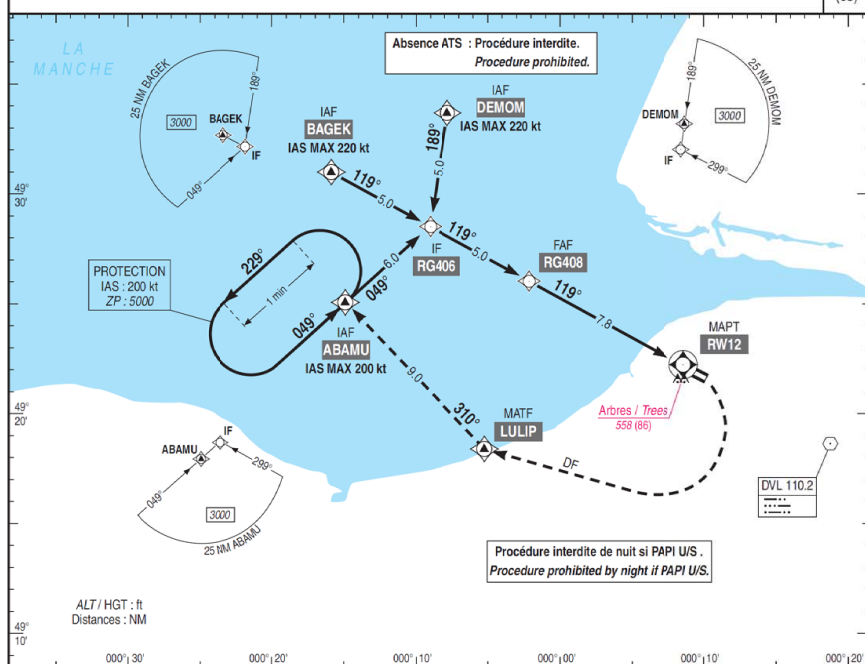 LA
MANCHE
Absence ATS : Procédure interdite.
Procedure prohibited.
25 NM BAGEK
189°
3000
BAGEK
IF
049°
IAF
BAGEK
IAS MAX 220 kt
IAF
DEMOM
IAS MAX 220 kt
25 NM DEMOM
189°
DEMOM
3000
IF
299°
119°
5.0
189°
5.0
49°
30'
IF
RG406
119°
5.0
FAF
RG408
119°
7.8
PROTECTION
IAS : 200 kt
ZP : 5000
229°
1 min
049°
049°
6.0
IAF
ABAMU
IAS MAX 200 kt
MAPT
RW12
9.0
310°
Arbres / Trees
558 (86)
49°
20'
MATF
LULIP
DF
IF
ABAMU
049°
299°
3000
25 NM ABAMU
DVL 110.2
Procédure interdite de nuit si PAPI U/S .
Procedure prohibited by night if PAPI U/S.
ALT / HGT : ft
Distances : NM
49°
10'
000° 30'
000° 20'
000° 10'
000° 00'
000° 10'
000° 20'